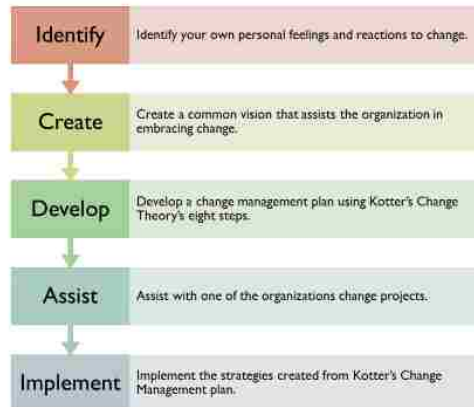 Identify
Identify your own personal feelings and reactions to change.
Create
Create a common vision that assists the organization in
embracing change.
Develop
Develop a change management plan using Kotter's Change
Theory's eight steps.
Assist
Assist with one of the organizations change projects.
Implement
Implement the strategies created from Kotter's Change
Management plan.